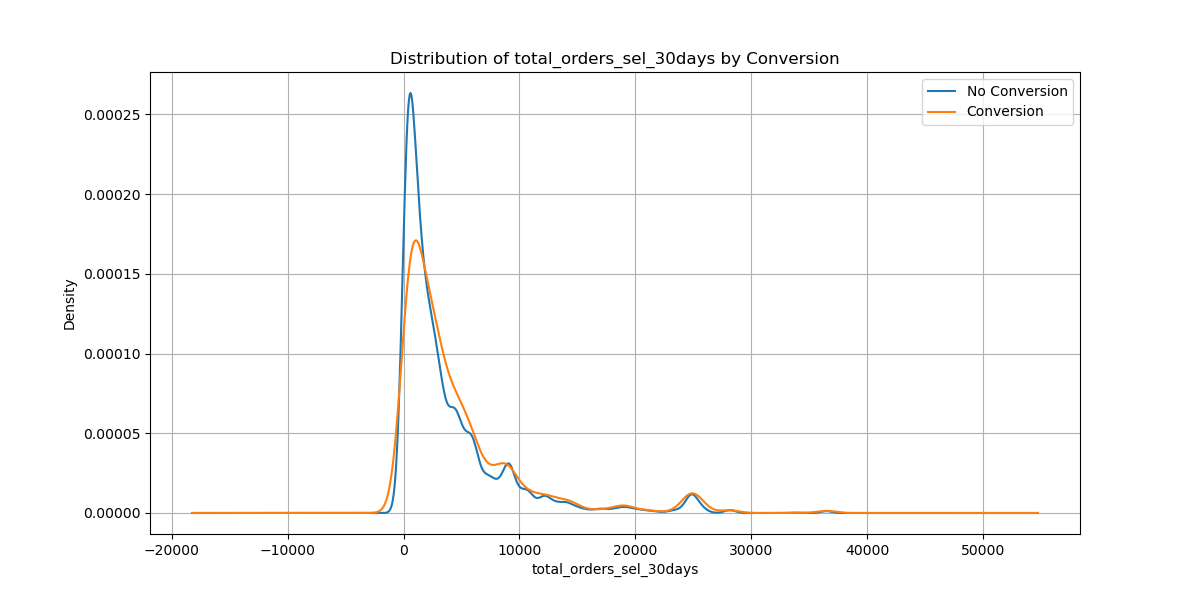 Distribution of total_orders_sel_30days by Conversion
No Conversion
Conversion
0.00025
0.00020
0.00015
0.00010
0.00005
0.00000
Density
−20000 −10000 0 10000 20000 30000 40000 50000
total_orders_sel_30days